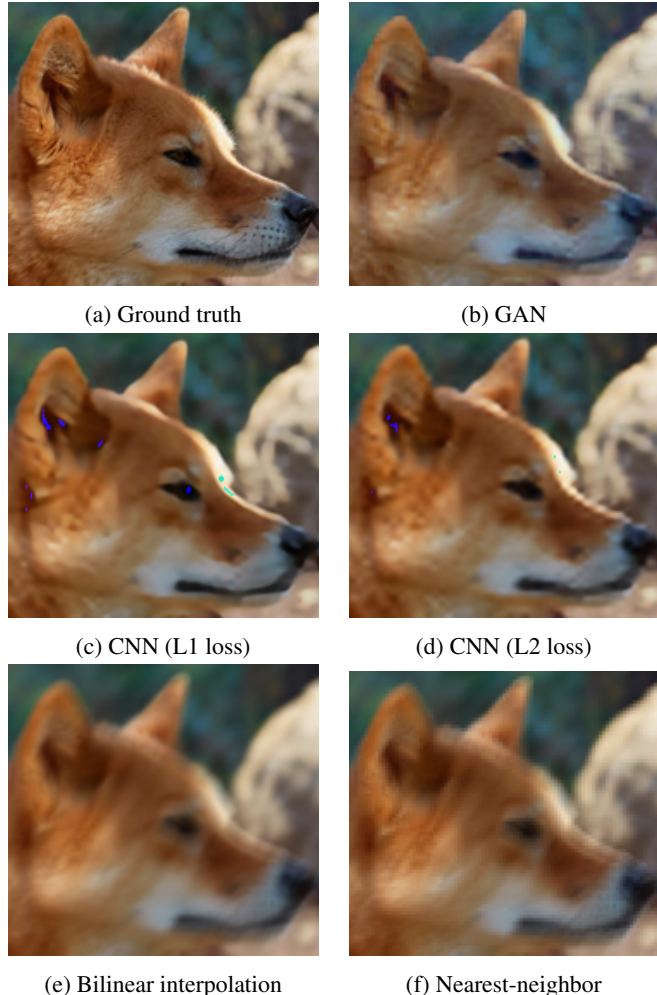 (a) Ground truth
(b) GAN
(c) CNN (L1 loss)
(d) CNN (L2 loss)
(e) Bilinear interpolation
(f) Nearest-neighbor